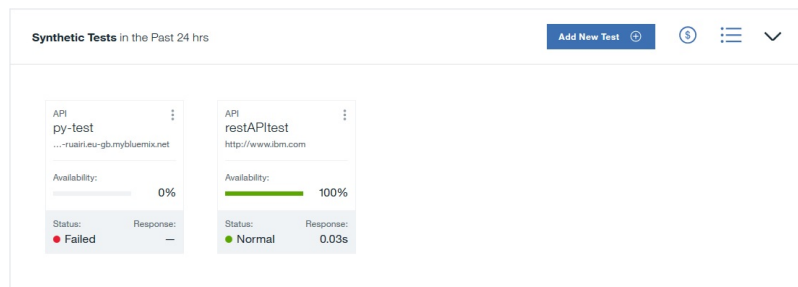 Synthetic Tests in the Past 24 hrs
Add New Test
$
API
py-test
...-ruairi.eu-gb.mybluemix.net
Availability:
0%
Status: Response:
Failed —
API
restAPItest
http://www.ibm.com
Availability:
100%
Status: Response:
Normal 0.03s